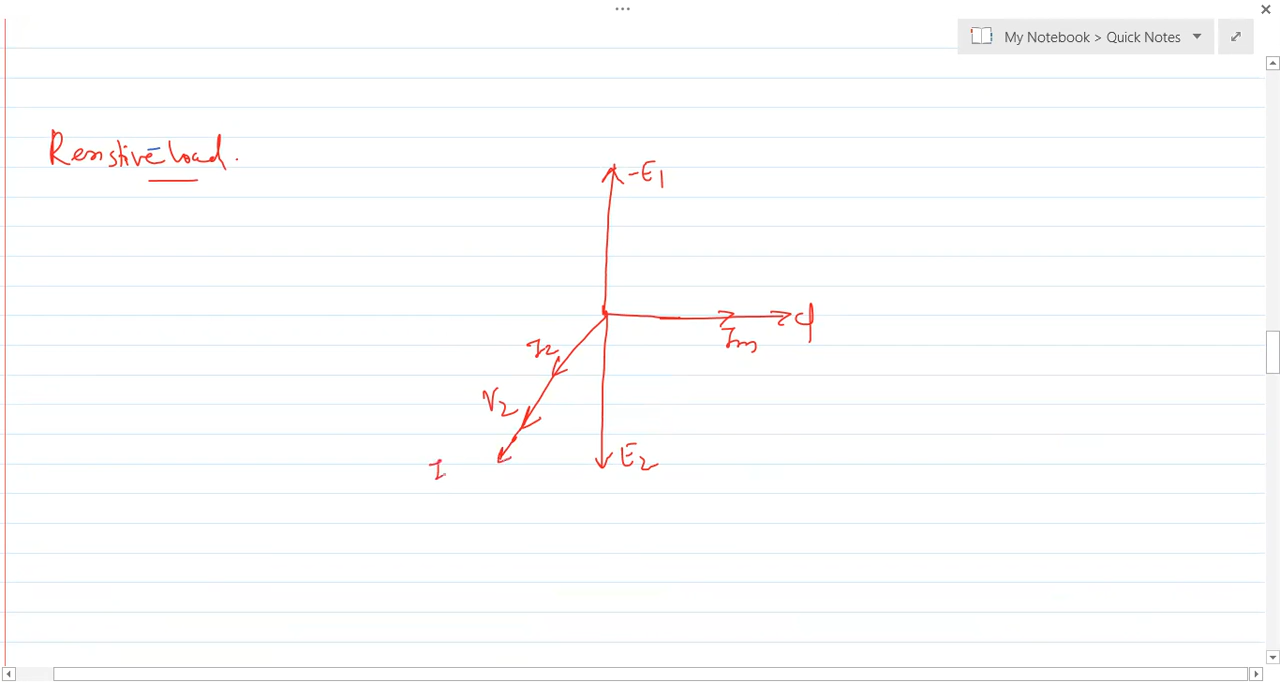 My Notebook > Quick Notes
Resistive load.
-E1
ϕ
Im
I2
V2
I
E2